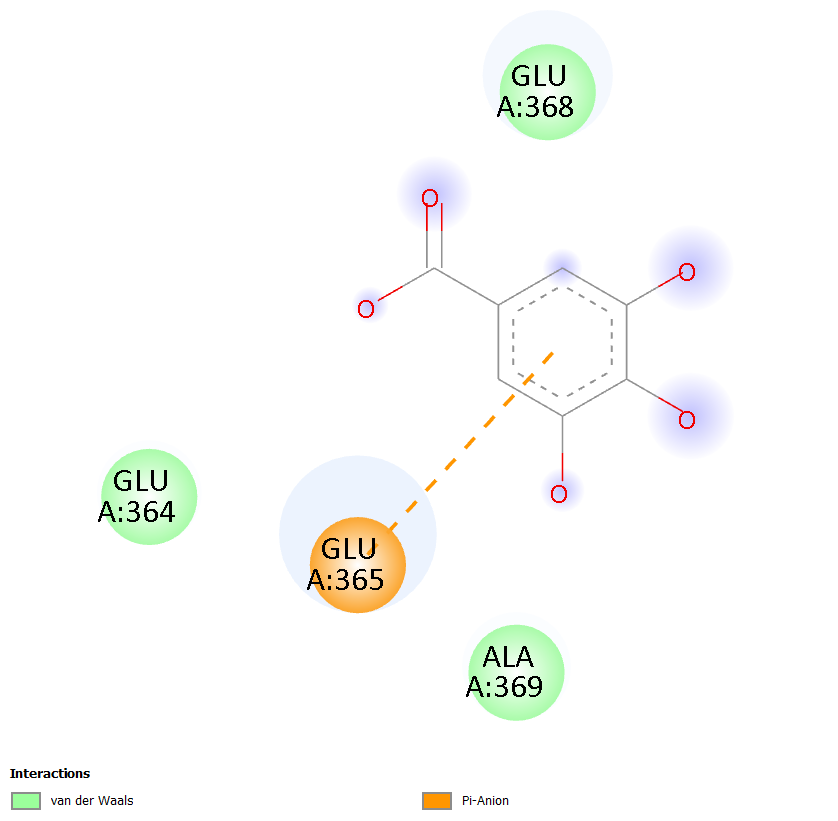 GLU
A:368
O
O
O
O
O
GLU
A:364
GLU
A:365
ALA
A:369
Interactions
van der Waals
Pi-Anion